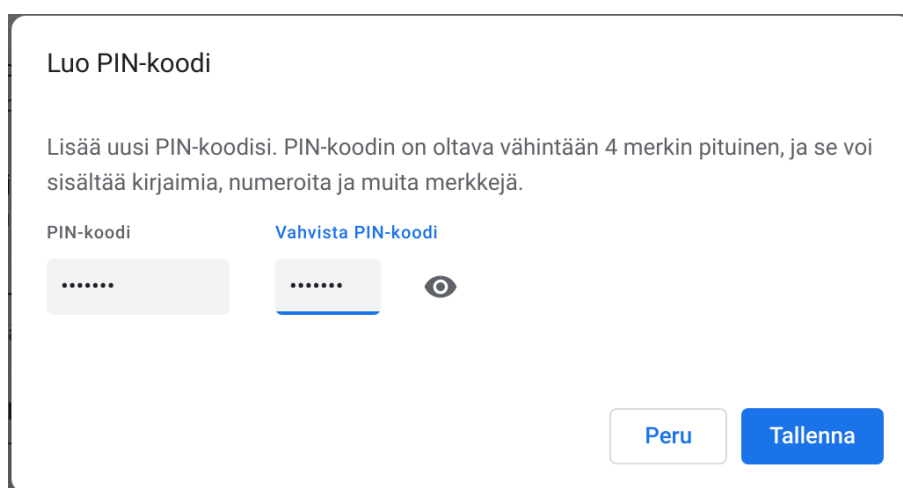 Luo PIN-koodi
Lisää uusi PIN-koodisi. PIN-koodin on oltava vähintään 4 merkin pituinen, ja se voi
sisältää kirjaimia, numeroita ja muita merkkejä.
PIN-koodi Vahvista PIN-koodi
••••••• •••••••
Peru Tallenna